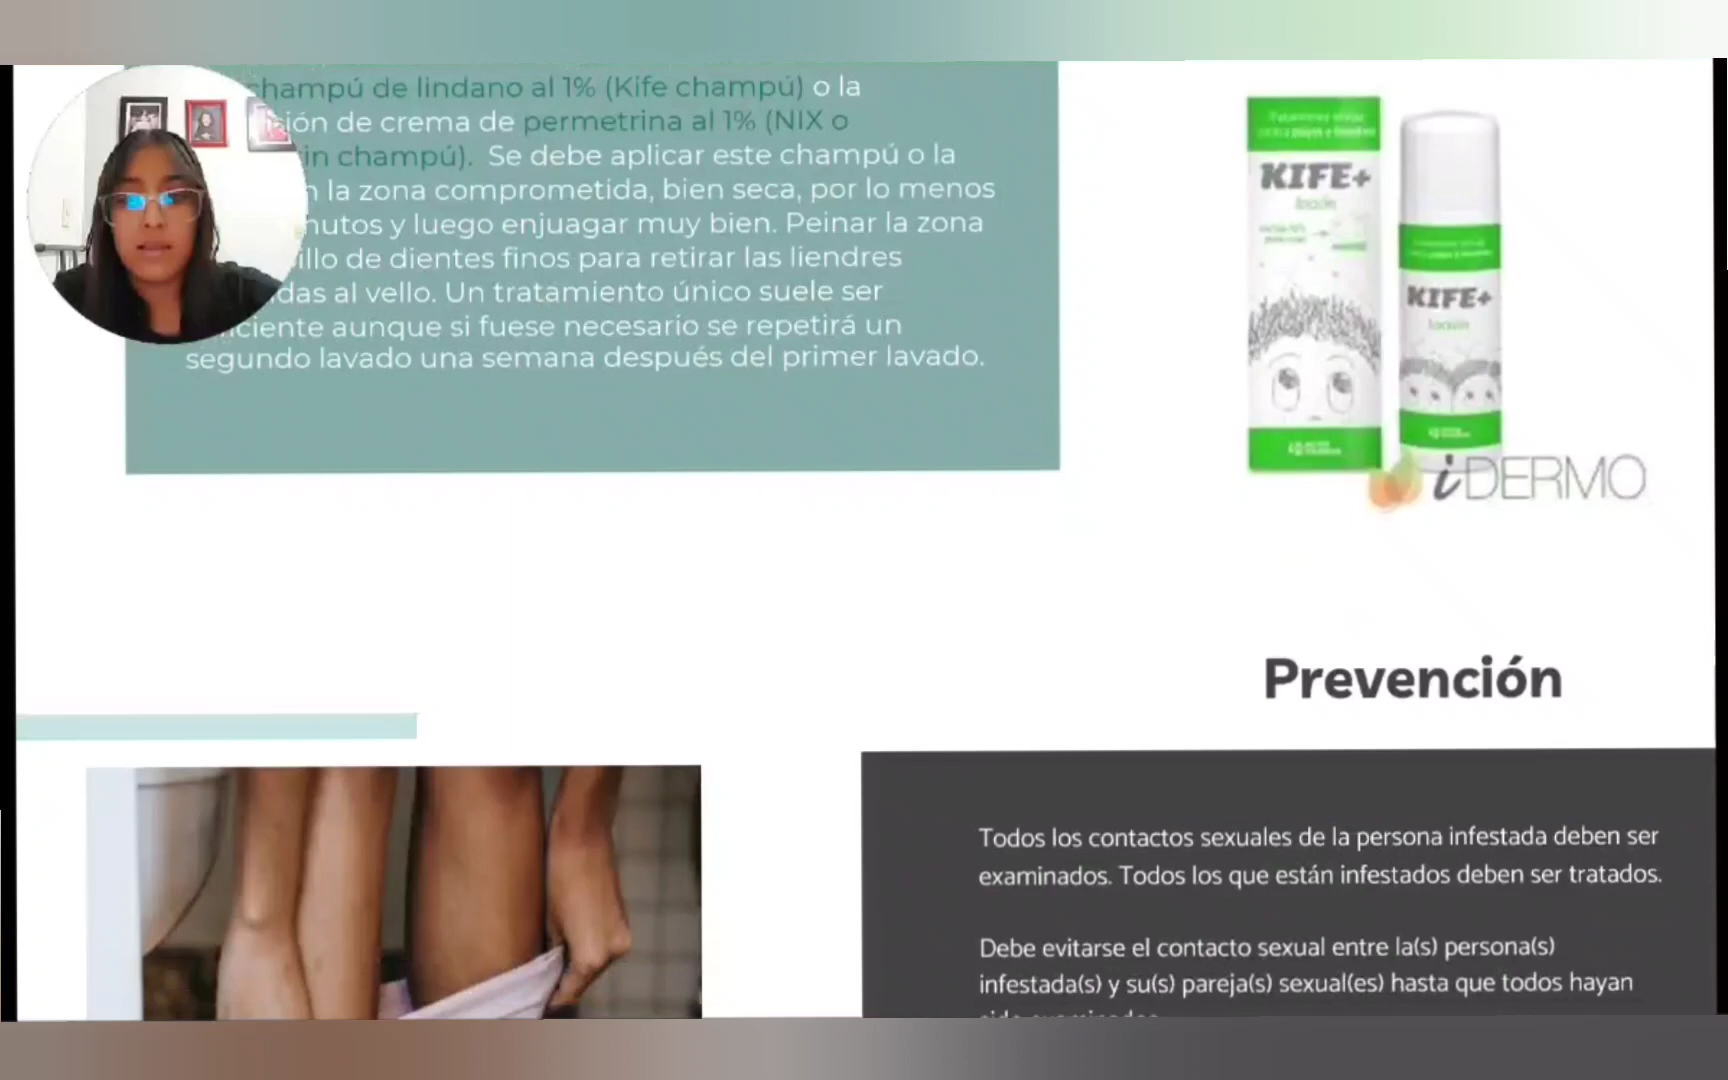 champú de lindano al 1% (Kife champú) o la
ión de crema de permetrina al 1% (NIX o
in champú). Se debe aplicar este champú o la
n la zona comprometida, bien seca, por lo menos
nutos y luego enjuagar muy bien. Peinar la zona
illo de dientes finos para retirar las liendres
das al vello. Un tratamiento único suele ser
ciente aunque si fuese necesario se repetirá un
segundo lavado una semana después del primer lavado.
KIFE+
loción
KIFE+
loción
iDERMO
Prevención
Todos los contactos sexuales de la persona infestada deben ser
examinados. Todos los que están infestados deben ser tratados.
Debe evitarse el contacto sexual entre la(s) persona(s)
infestada(s) y su(s) pareja(s) sexual(es) hasta que todos hayan